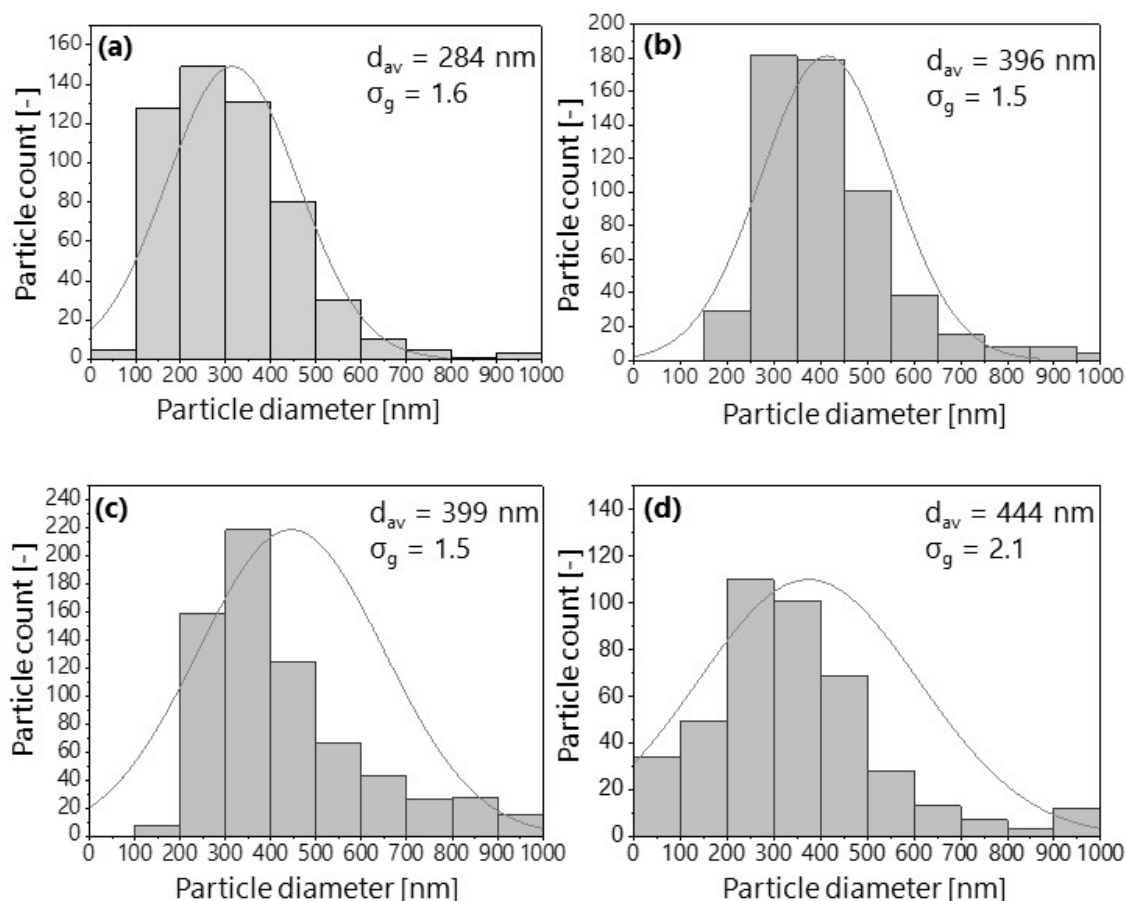 (a)
d_av = 284 nm
σ_g = 1.6
Particle count [-]
160
140
120
100
80
60
40
20
0
0 100 200 300 400 500 600 700 800 900 1000
Particle diameter [nm]
(b)
d_av = 396 nm
σ_g = 1.5
Particle count [-]
200
180
160
140
120
100
80
60
40
20
0
0 100 200 300 400 500 600 700 800 900 1000
Particle diameter [nm]
(c)
d_av = 399 nm
σ_g = 1.5
Particle count [-]
240
220
200
180
160
140
120
100
80
60
40
20
0
0 100 200 300 400 500 600 700 800 900 1000
Particle diameter [nm]
(d)
d_av = 444 nm
σ_g = 2.1
Particle count [-]
140
120
100
80
60
40
20
0
0 100 200 300 400 500 600 700 800 900 1000
Particle diameter [nm]